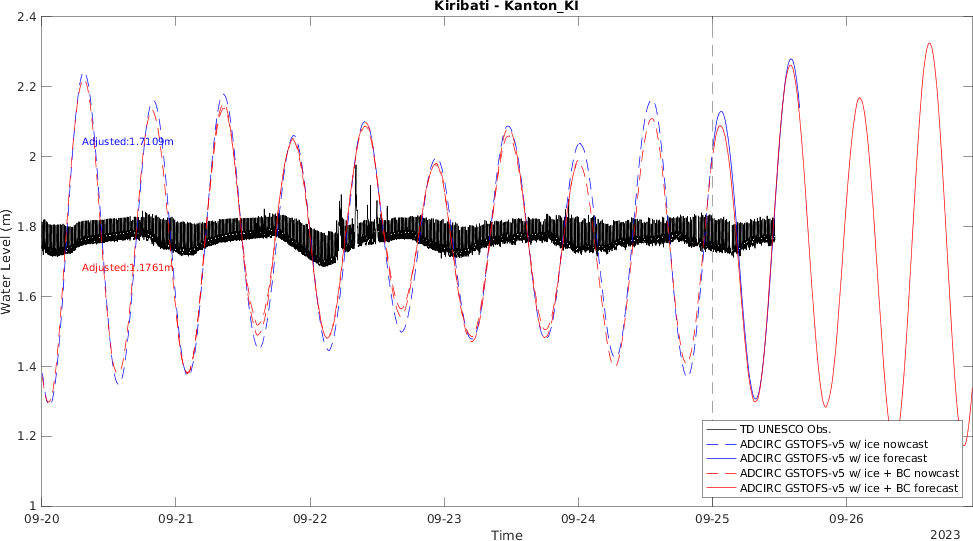 Kiribati - Kanton_KI
2.4
2.2
2
1.8
1.6
1.4
1.2
1
Water Level (m)
Adjusted:1.7109m
Adjusted:1.1761m
TD UNESCO Obs.
ADCIRC GSTOFS-v5 w/ ice nowcast
ADCIRC GSTOFS-v5 w/ ice forecast
ADCIRC GSTOFS-v5 w/ ice + BC nowcast
ADCIRC GSTOFS-v5 w/ ice + BC forecast
09-20 09-21 09-22 09-23 09-24 09-25 09-26
Time
2023